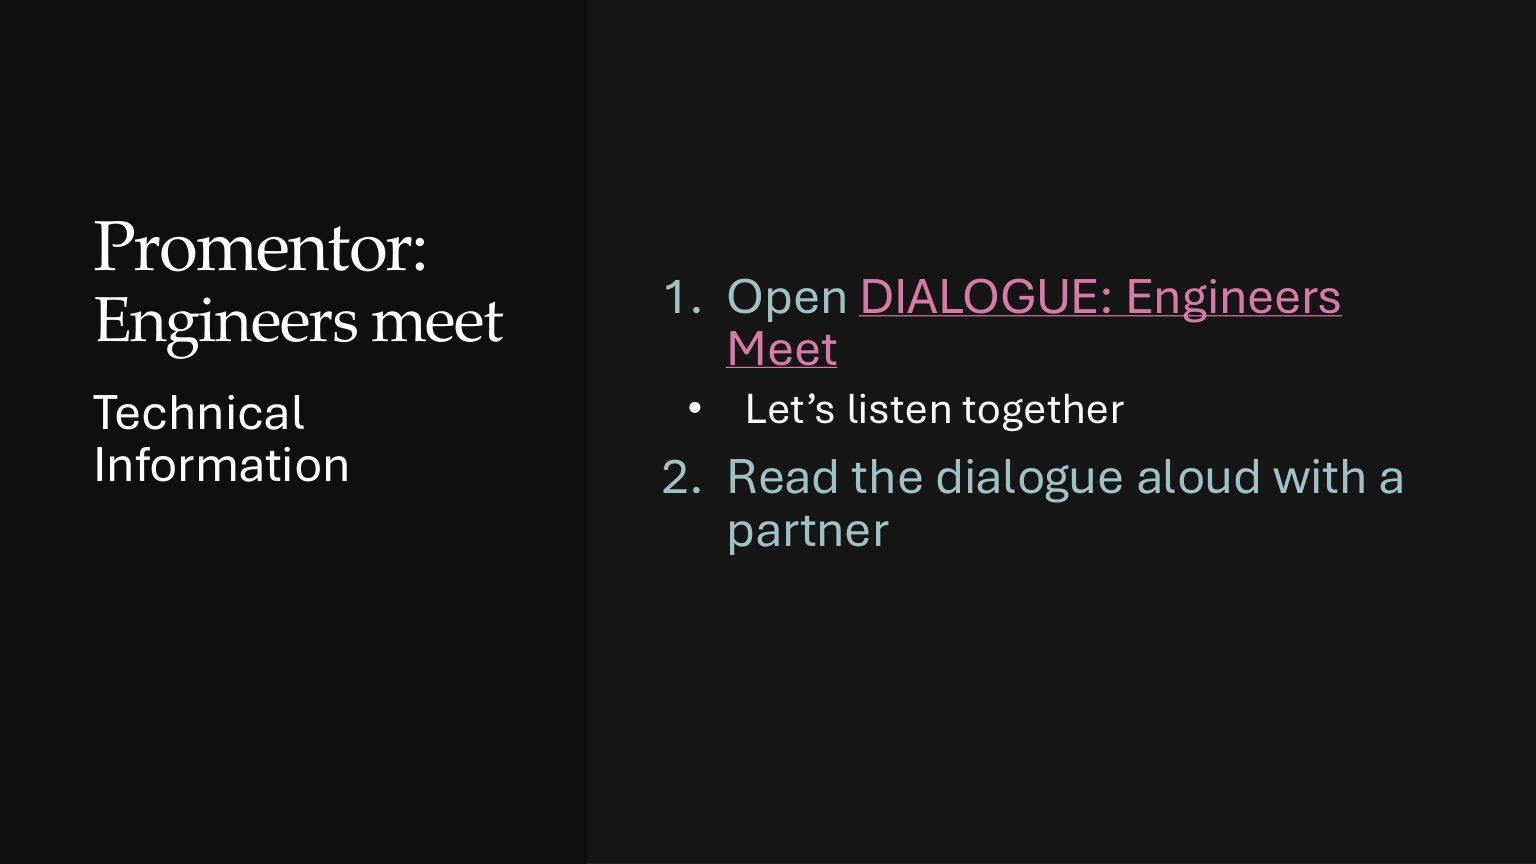 Promentor:
Engineers meet
Technical
Information
1. Open DIALOGUE: Engineers
Meet
• Let’s listen together
2. Read the dialogue aloud with a
partner